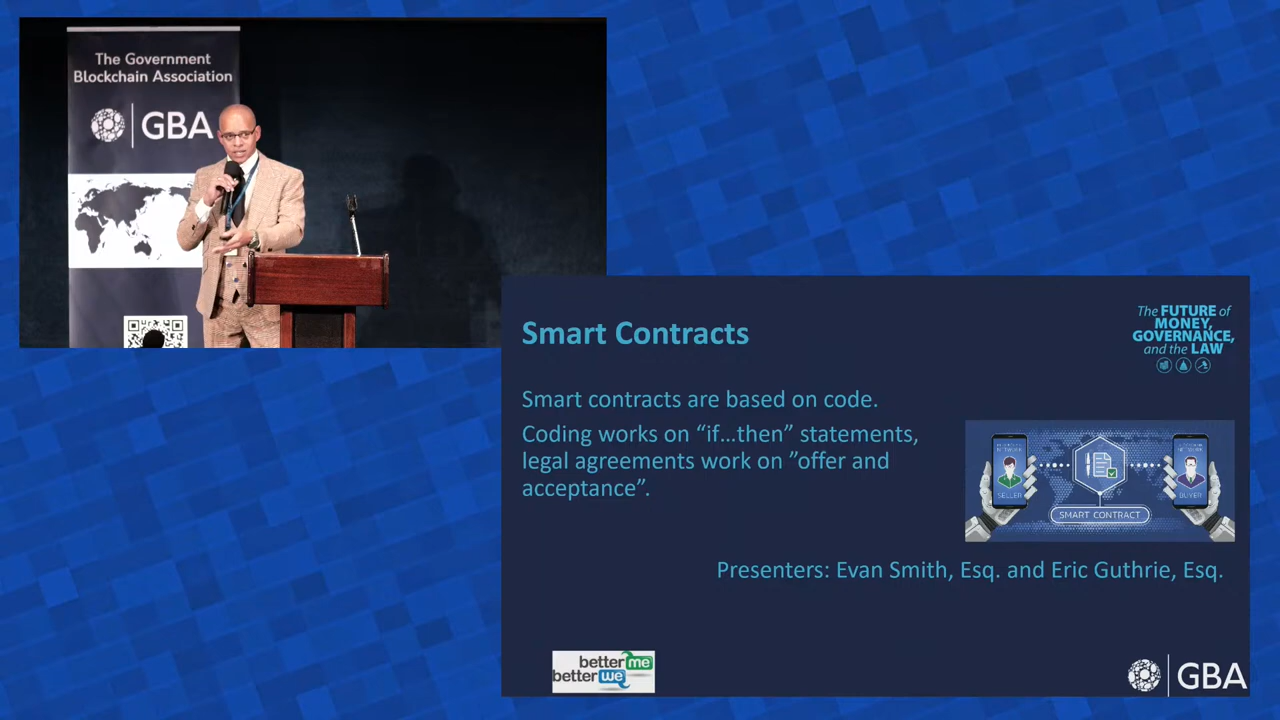 The Government
Blockchain Association
GBA
Smart Contracts
The FUTURE of
MONEY,
GOVERNANCE,
and the LAW
Smart contracts are based on code.
Coding works on “if…then” statements,
legal agreements work on ”offer and
acceptance”.
SELLER
BUYER
SMART CONTRACT
Presenters: Evan Smith, Esq. and Eric Guthrie, Esq.
better me
better we
GBA